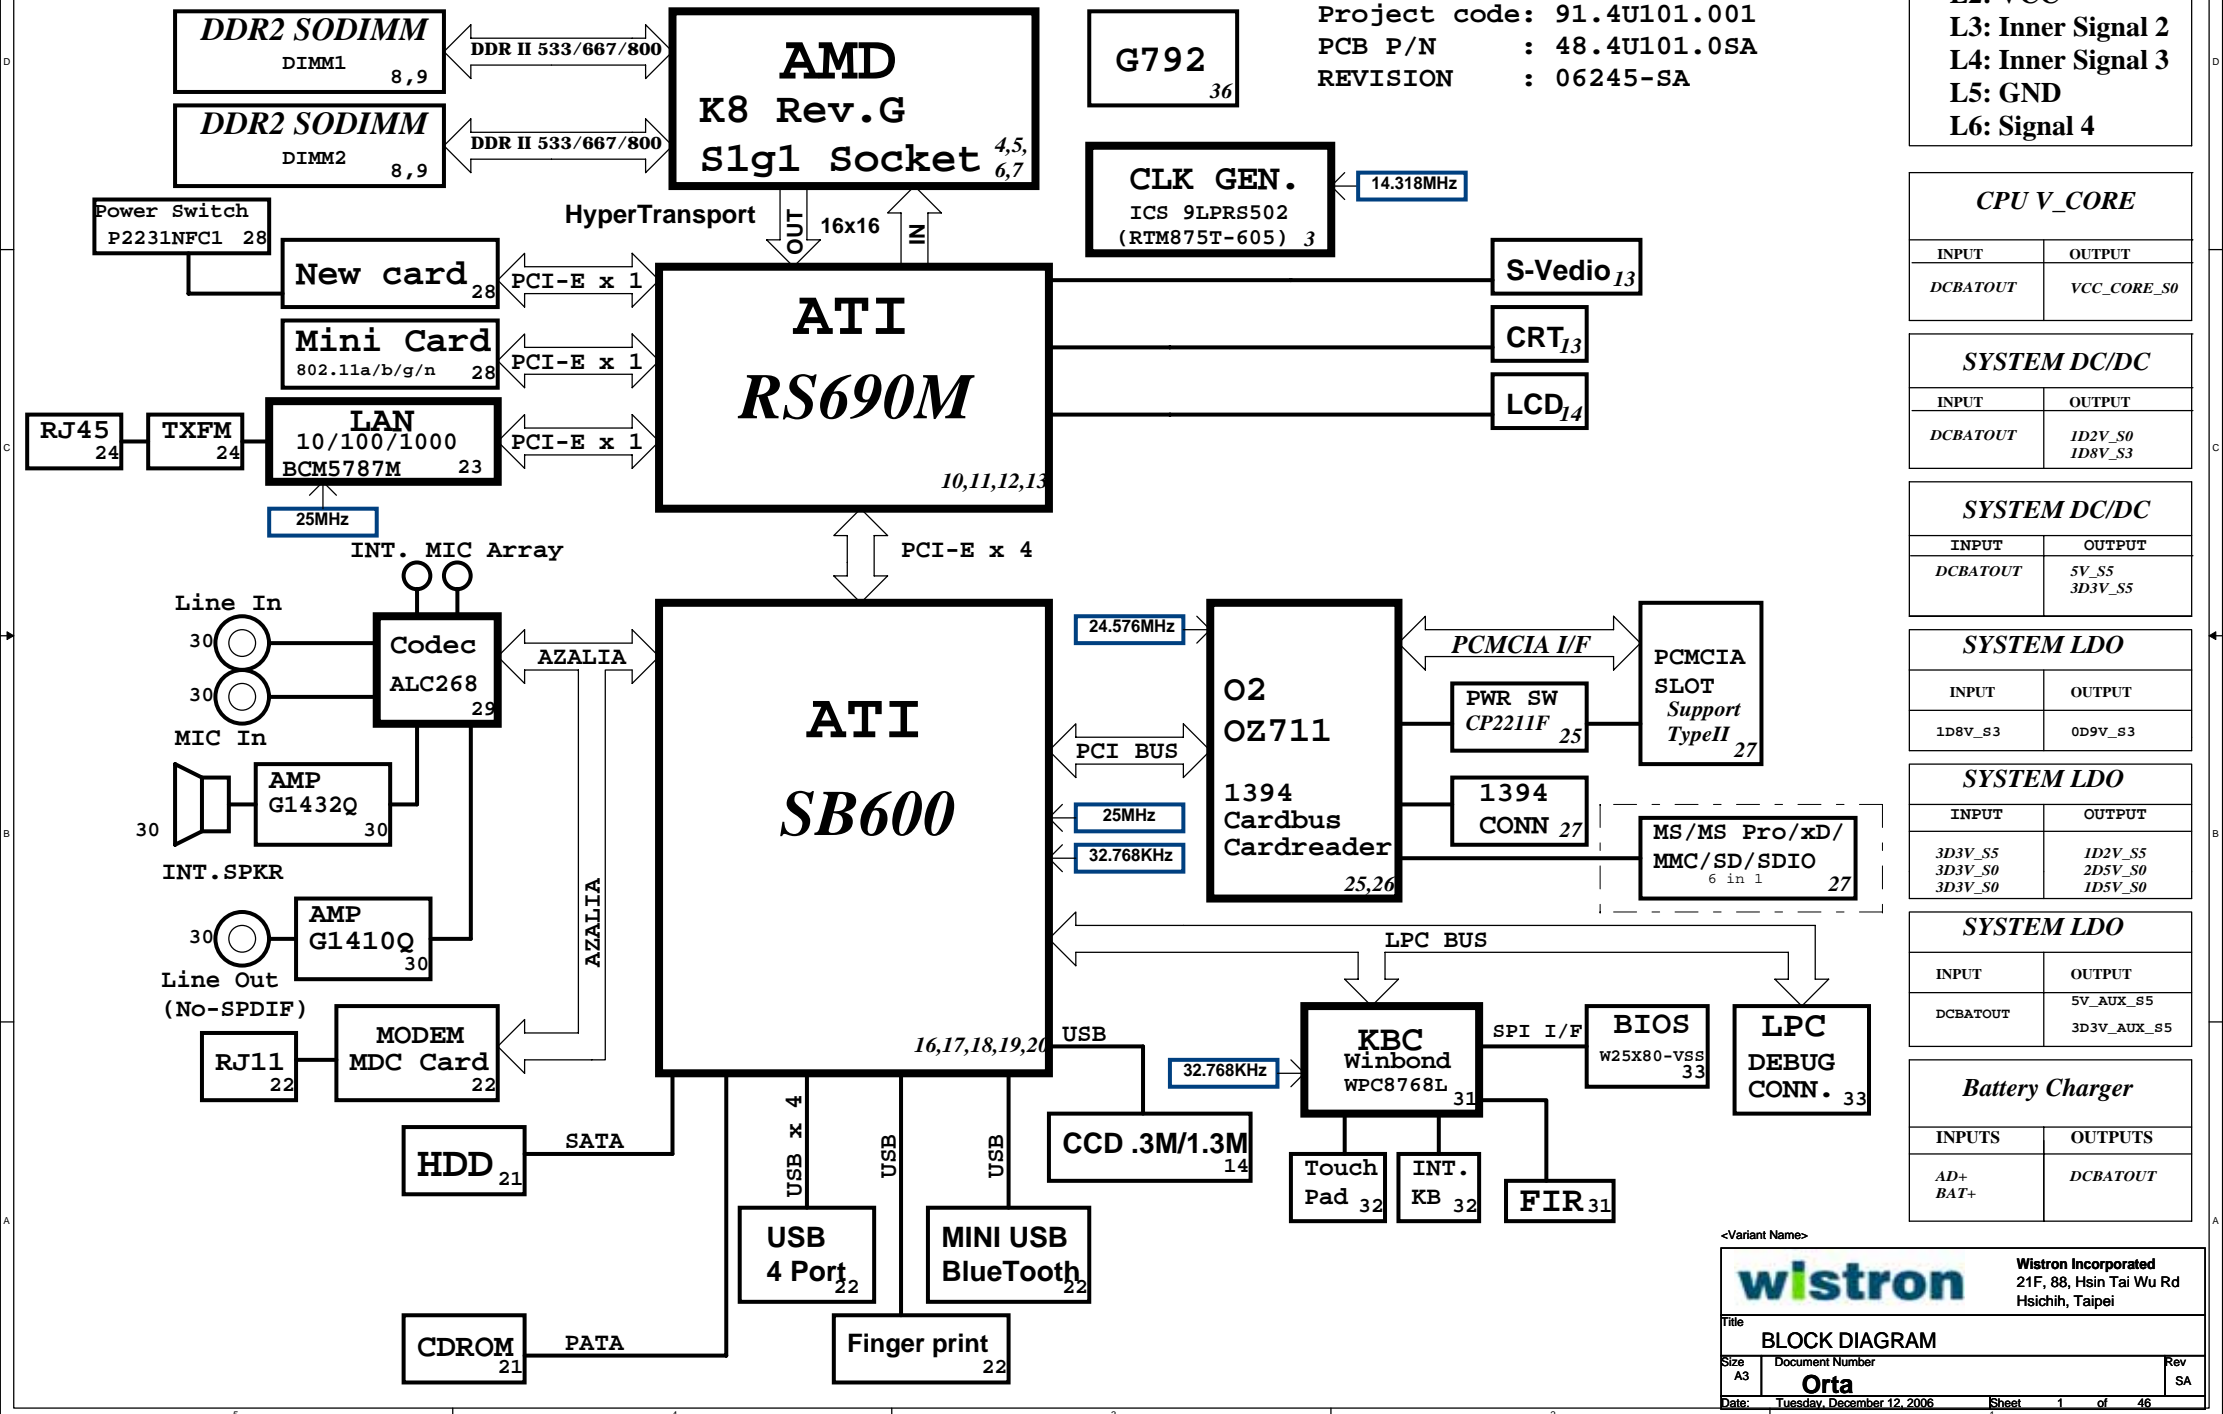 DDR2 SODIMM
DIMM1
8,9
DDR II 533/667/800
DDR2 SODIMM
DIMM2
8,9
DDR II 533/667/800
AMD
K8 Rev.G
S1g1 Socket
4,5,
6,7
G792
36
Project code: 91.4U101.001
PCB P/N : 48.4U101.0SA
REVISION : 06245-SA
L3: Inner Signal 2
L4: Inner Signal 3
L5: GND
L6: Signal 4
CLK GEN.
ICS 9LPRS502
(RTM875T-605) 3
14.318MHz
HyperTransport
OUT
16x16
IN
Power Switch
P2231NFC1 28
New card 28
PCI-E x 1
Mini Card
802.11a/b/g/n 28
PCI-E x 1
RJ45
24
TXFM
24
LAN
10/100/1000
BCM5787M 23
PCI-E x 1
25MHz
ATI
RS690M
10,11,12,13
S-Vedio 13
CRT 13
LCD 14
PCI-E x 4
INT. MIC Array
Line In
30
Codec
ALC268
29
30
MIC In
AZALIA
AMP
G1432Q
30
30
INT.SPKR
AMP
G1410Q
30
30
Line Out
(No-SPDIF)
AZALIA
MODEM
MDC Card
22
RJ11
22
ATI
SB600
16,17,18,19,20
24.576MHz
PCI BUS
25MHz
32.768KHz
O2
OZ711
1394
Cardbus
Cardreader
25,26
PCMCIA I/F
PCMCIA
SLOT
Support
TypeII
27
PWR SW
CP2211F
25
1394
CONN 27
MS/MS Pro/xD/
MMC/SD/SDIO
6 in 1
27
LPC BUS
USB
KBC
Winbond
WPC8768L
31
32.768KHz
SPI I/F
BIOS
W25X80-VSS
33
LPC
DEBUG
CONN. 33
Touch
Pad 32
INT.
KB 32
FIR 31
CCD .3M/1.3M
14
HDD 21
SATA
USB x 4
USB
USB
USB
4 Port
22
MINI USB
BlueTooth
22
CDROM
21
PATA
Finger print
22
CPU V_CORE
INPUT OUTPUT
DCBATOUT VCC_CORE_S0
SYSTEM DC/DC
INPUT OUTPUT
DCBATOUT 1D2V_S0
1D8V_S3
SYSTEM DC/DC
INPUT OUTPUT
DCBATOUT 5V_S5
3D3V_S5
SYSTEM LDO
INPUT OUTPUT
1D8V_S3 0D9V_S3
SYSTEM LDO
INPUT OUTPUT
3D3V_S5 1D2V_S5
3D3V_S0 2D5V_S0
3D3V_S0 1D5V_S0
SYSTEM LDO
INPUT OUTPUT
DCBATOUT 5V_AUX_S5
3D3V_AUX_S5
Battery Charger
INPUTS OUTPUTS
AD+ DCBATOUT
BAT+
<Variant Name>
wistron
Wistron Incorporated
21F, 88, Hsin Tai Wu Rd
Hsichih, Taipei
Title
BLOCK DIAGRAM
Size Document Number Rev
A3 Orta SA
Date: Tuesday, December 12, 2006 Sheet 1 of 46
D
C
B
A
D
C
B
A